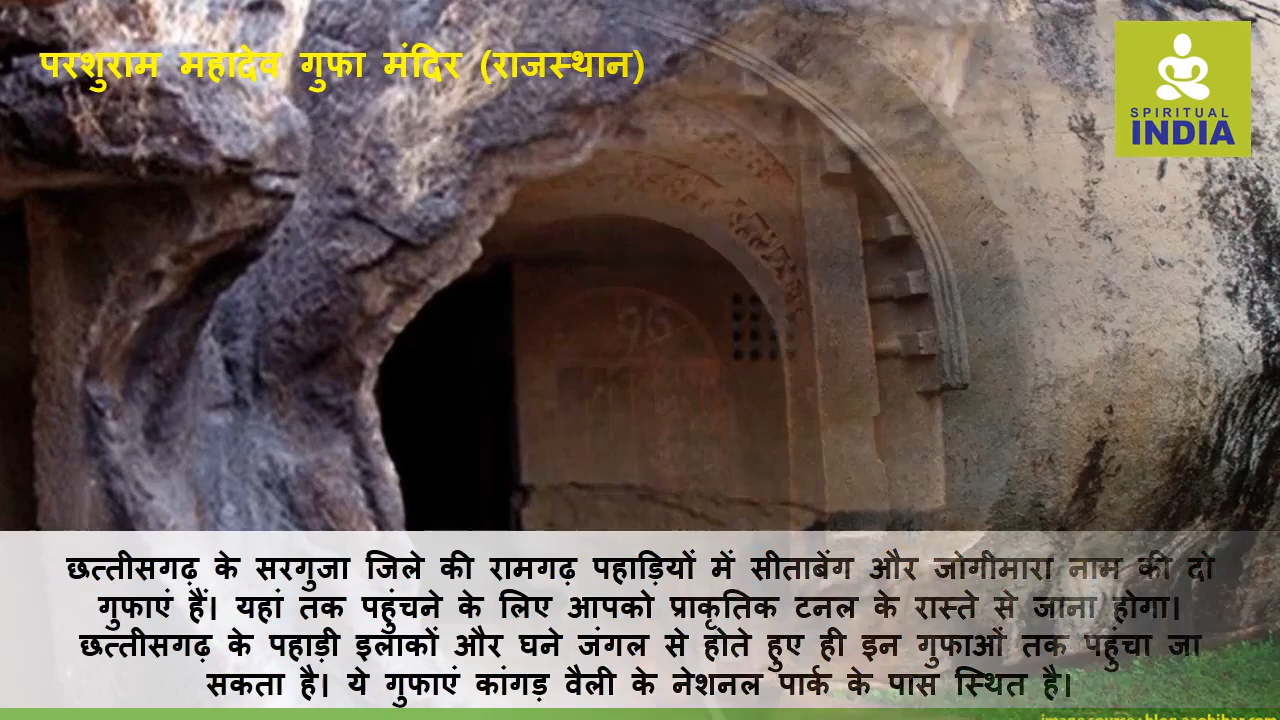 परशुराम महादेव गुफा मंदिर (राजस्थान)
SPIRITUAL
INDIA
छत्तीसगढ़ के सरगुजा जिले की रामगढ़ पहाड़ियों में सीताबेंग और जोगीमारा नाम की दो
गुफाएं हैं। यहां तक पहुंचने के लिए आपको प्राकृतिक टनल के रास्ते से जाना होगा।
छत्तीसगढ़ के पहाड़ी इलाकों और घने जंगल से होते हुए ही इन गुफाओं तक पहुंचा जा
सकता है। ये गुफाएं कांगड़ वैली के नेशनल पार्क के पास स्थित है।